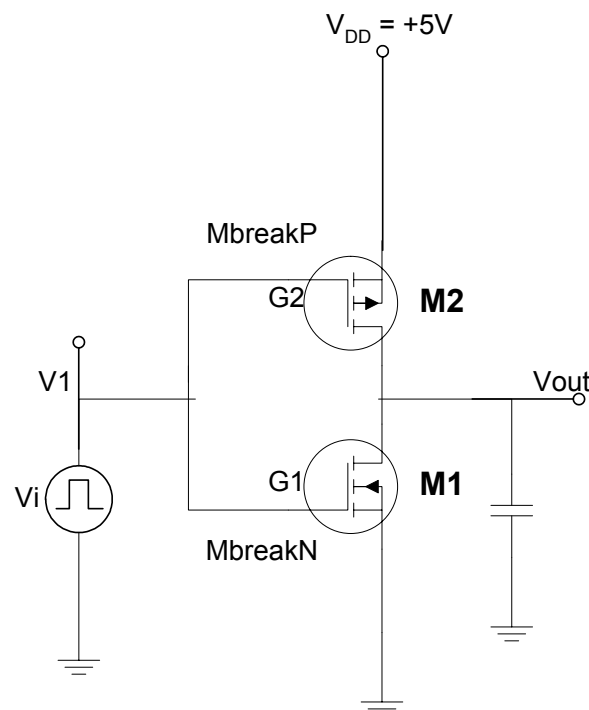 V_DD = +5V
MbreakP
G2
M2
V1
Vout
Vi
G1
M1
MbreakN